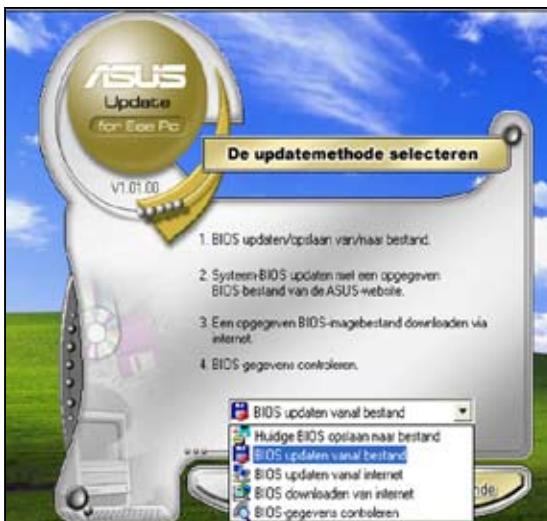 ASUS
Update
for Eee Pc
V1.01.00
De updatemethode selecteren
1. BIOS updaten/opslaan van/naar bestand.
2. Systeem-BIOS updaten met een opgegeven
BIOS-bestand van de ASUS-website.
3. Een opgegeven BIOS-imagebestand downloaden via
internet.
4. BIOS gegevens controleren.
BIOS updaten vanaf bestand
Huidge BIOS opslaan naar bestand
BIOS updaten vanaf bestand
BIOS updaten vanaf internet
BIOS downloaden van internet
BIOS-gegevens controleren